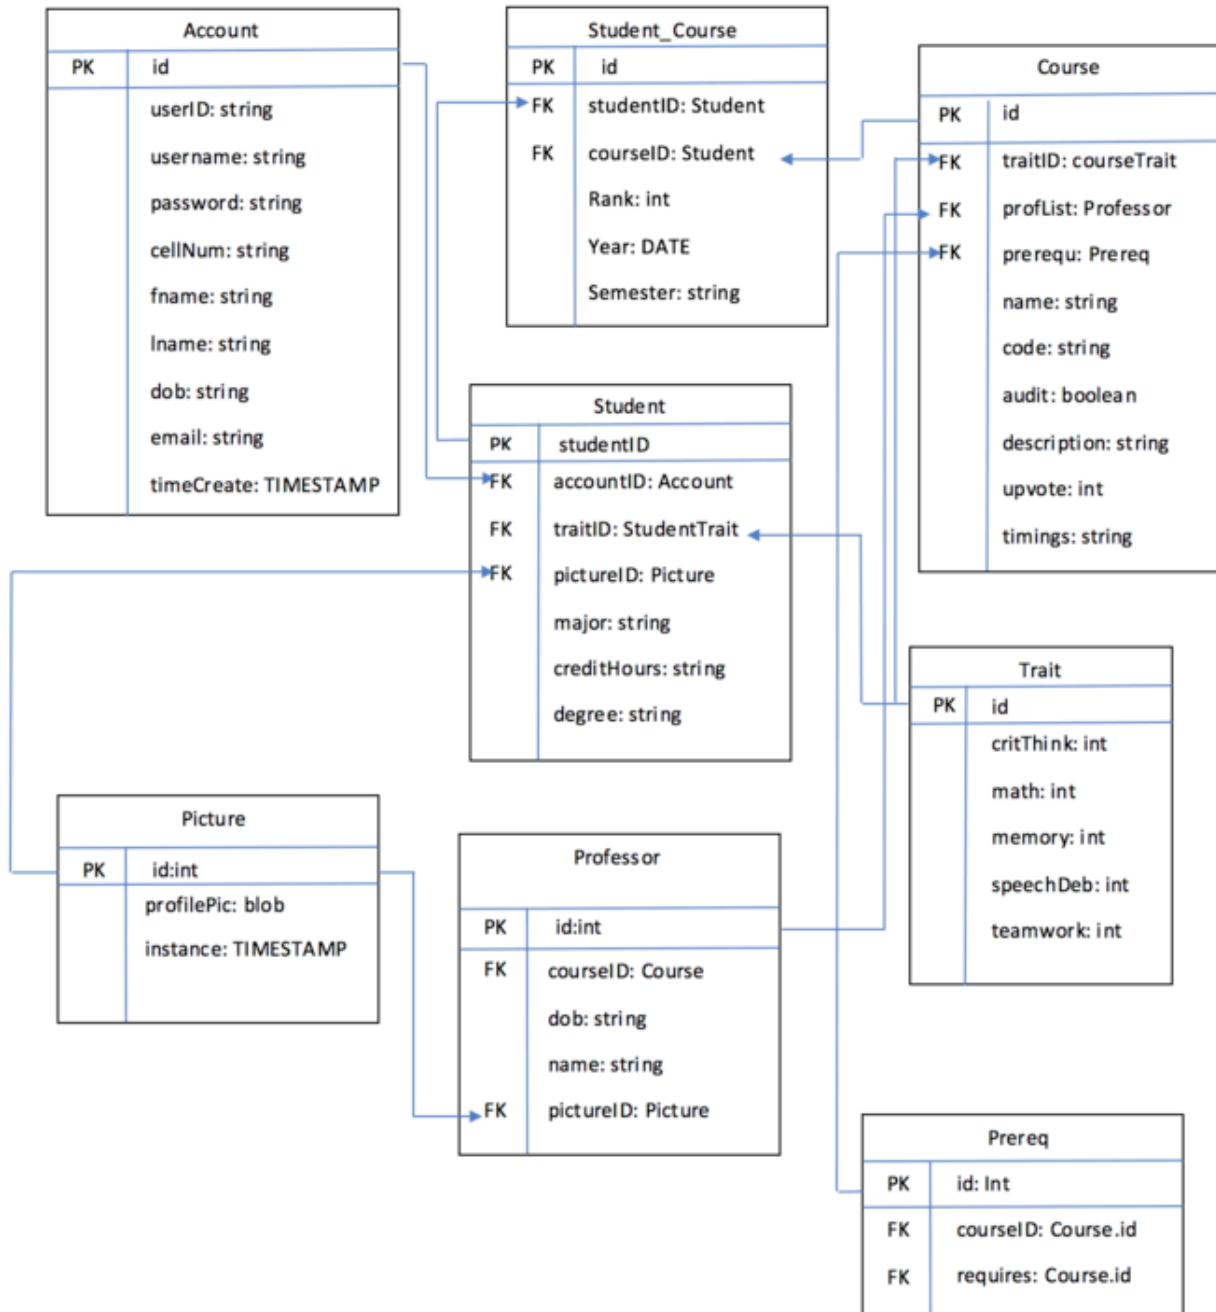 Account
PK id
userID: string
username: string
password: string
cellNum: string
fname: string
lname: string
dob: string
email: string
timeCreate: TIMESTAMP
Student_Course
PK id
FK studentID: Student
FK courseID: Student
Rank: int
Year: DATE
Semester: string
Course
PK id
FK traitID: courseTrait
FK profList: Professor
FK prerequ: Prereq
name: string
code: string
audit: boolean
description: string
upvote: int
timings: string
Student
PK studentID
FK accountID: Account
FK traitID: StudentTrait
FK pictureID: Picture
major: string
creditHours: string
degree: string
Trait
PK id
critThink: int
math: int
memory: int
speechDeb: int
teamwork: int
Picture
PK id:int
profilePic: blob
instance: TIMESTAMP
Professor
PK id:int
FK courseID: Course
dob: string
name: string
FK pictureID: Picture
Prereq
PK id: Int
FK courseID: Course.id
FK requires: Course.id